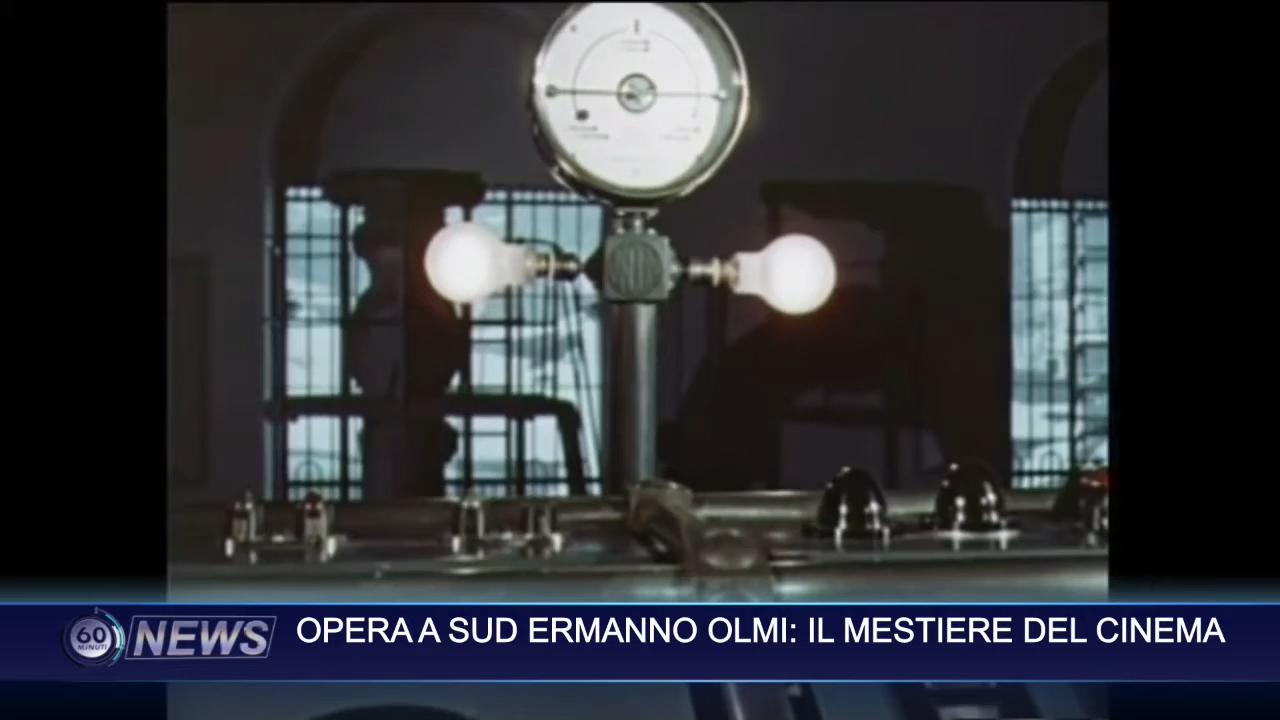 60
MINUTI
NEWS
OPERA A SUD ERMANNO OLMI: IL MESTIERE DEL CINEMA